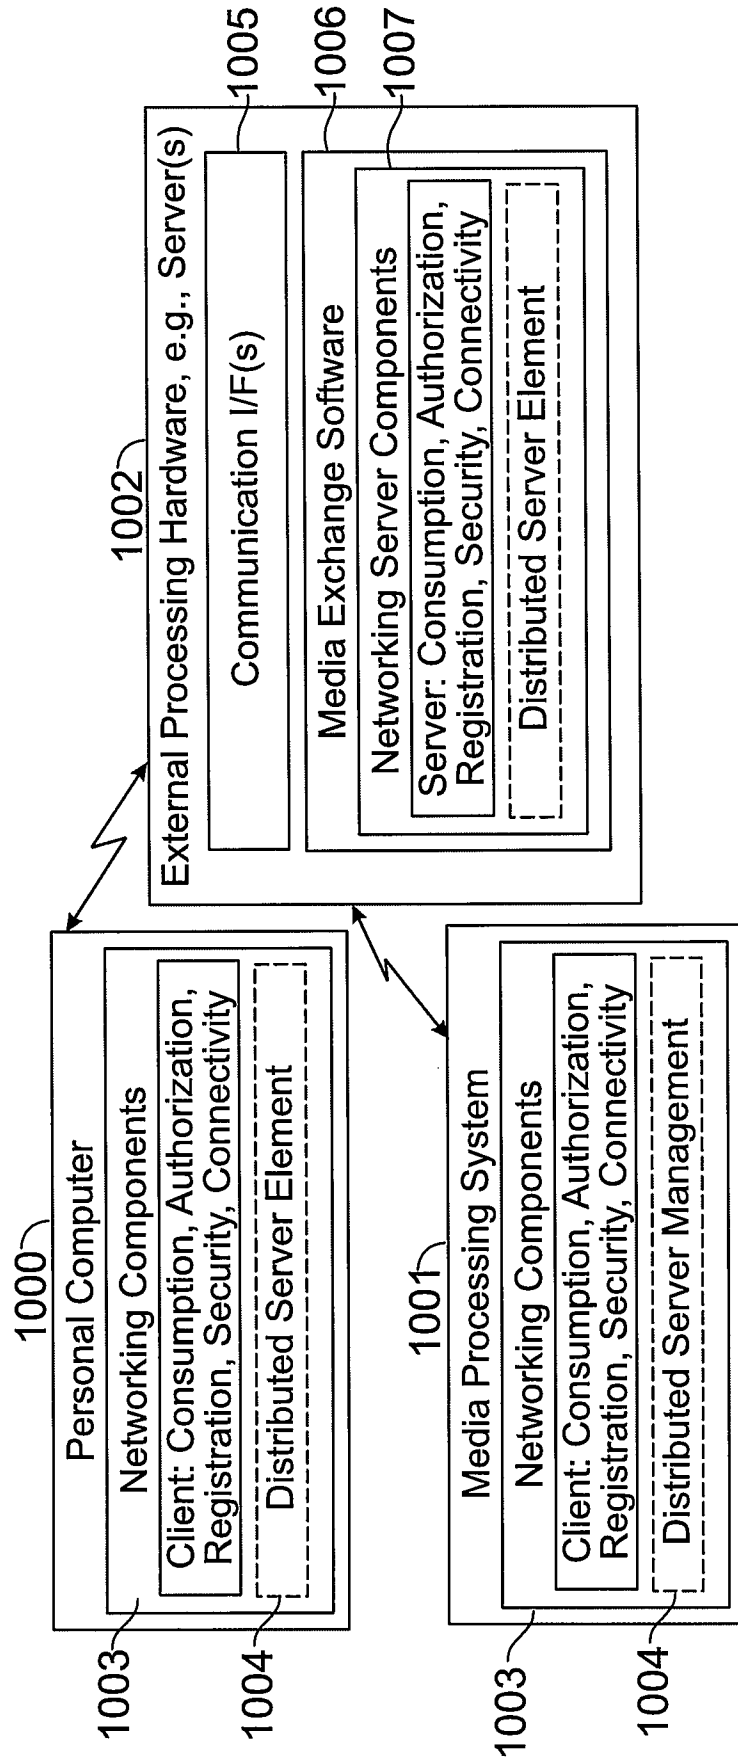 1000
Personal Computer
Networking Components
Client: Consumption, Authorization,
Registration, Security, Connectivity
Distributed Server Element
1003
1004
1001
Media Processing System
Networking Components
Client: Consumption, Authorization,
Registration, Security, Connectivity
Distributed Server Management
1003
1004
1002
External Processing Hardware, e.g., Server(s)
Communication I/F(s)
Media Exchange Software
Networking Server Components
Server: Consumption, Authorization,
Registration, Security, Connectivity
Distributed Server Element
1005
1006
1007